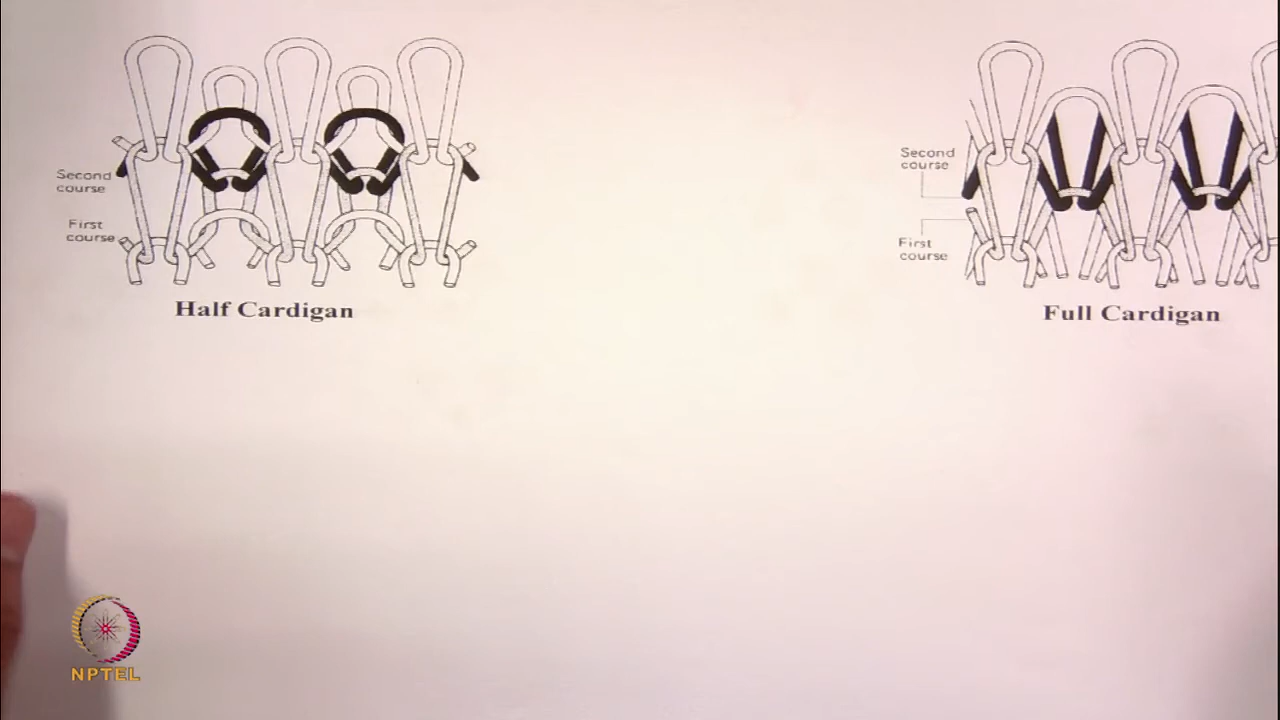 Second
course
First
course
Half Cardigan
Second
course
First
course
Full Cardigan
NPTEL